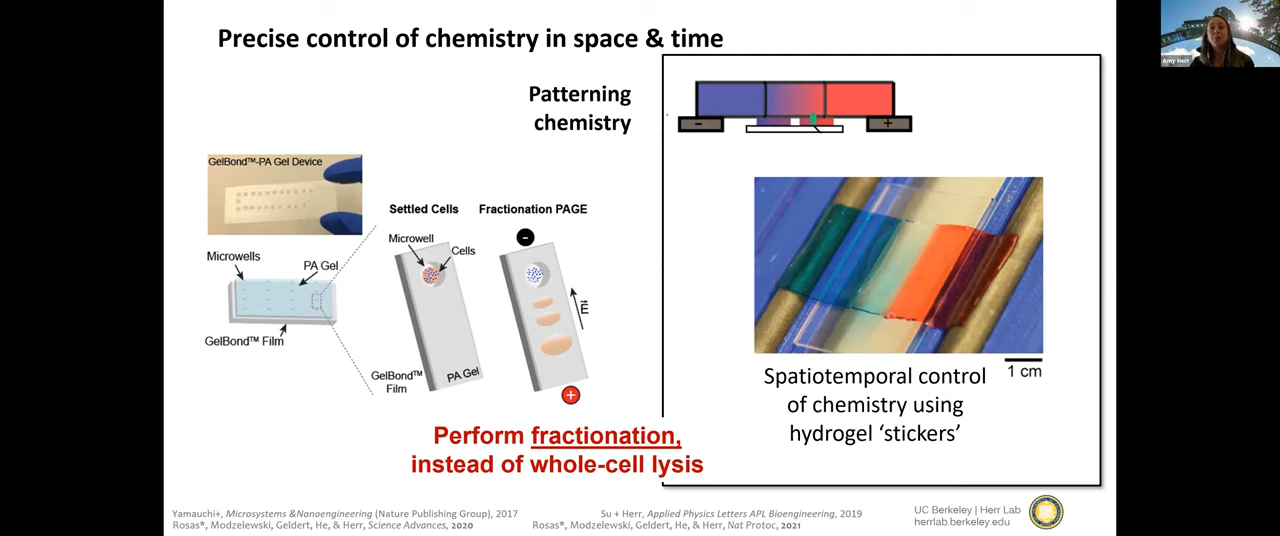 Precise control of chemistry in space & time
Amy Herr
Patterning
chemistry
-
+
GelBond™-PA Gel Device
Microwells
PA Gel
GelBond™ Film
Settled Cells
Microwell
Cells
GelBond™
Film
PA Gel
Fractionation PAGE
-
|E|
+
1 cm
Spatiotemporal control
of chemistry using
hydrogel ‘stickers’
Perform fractionation,
instead of whole-cell lysis
Yamauchi+, Microsystems &Nanoengineering (Nature Publishing Group), 2017
Rosas*, Modzelewski, Geldert, He, & Herr, Science Advances, 2020
Su + Herr, Applied Physics Letters APL Bioengineering, 2019
Rosas*, Modzelewski, Geldert, He, & Herr, Nat Protoc, 2021
UC Berkeley | Herr Lab
herrlab.berkeley.edu